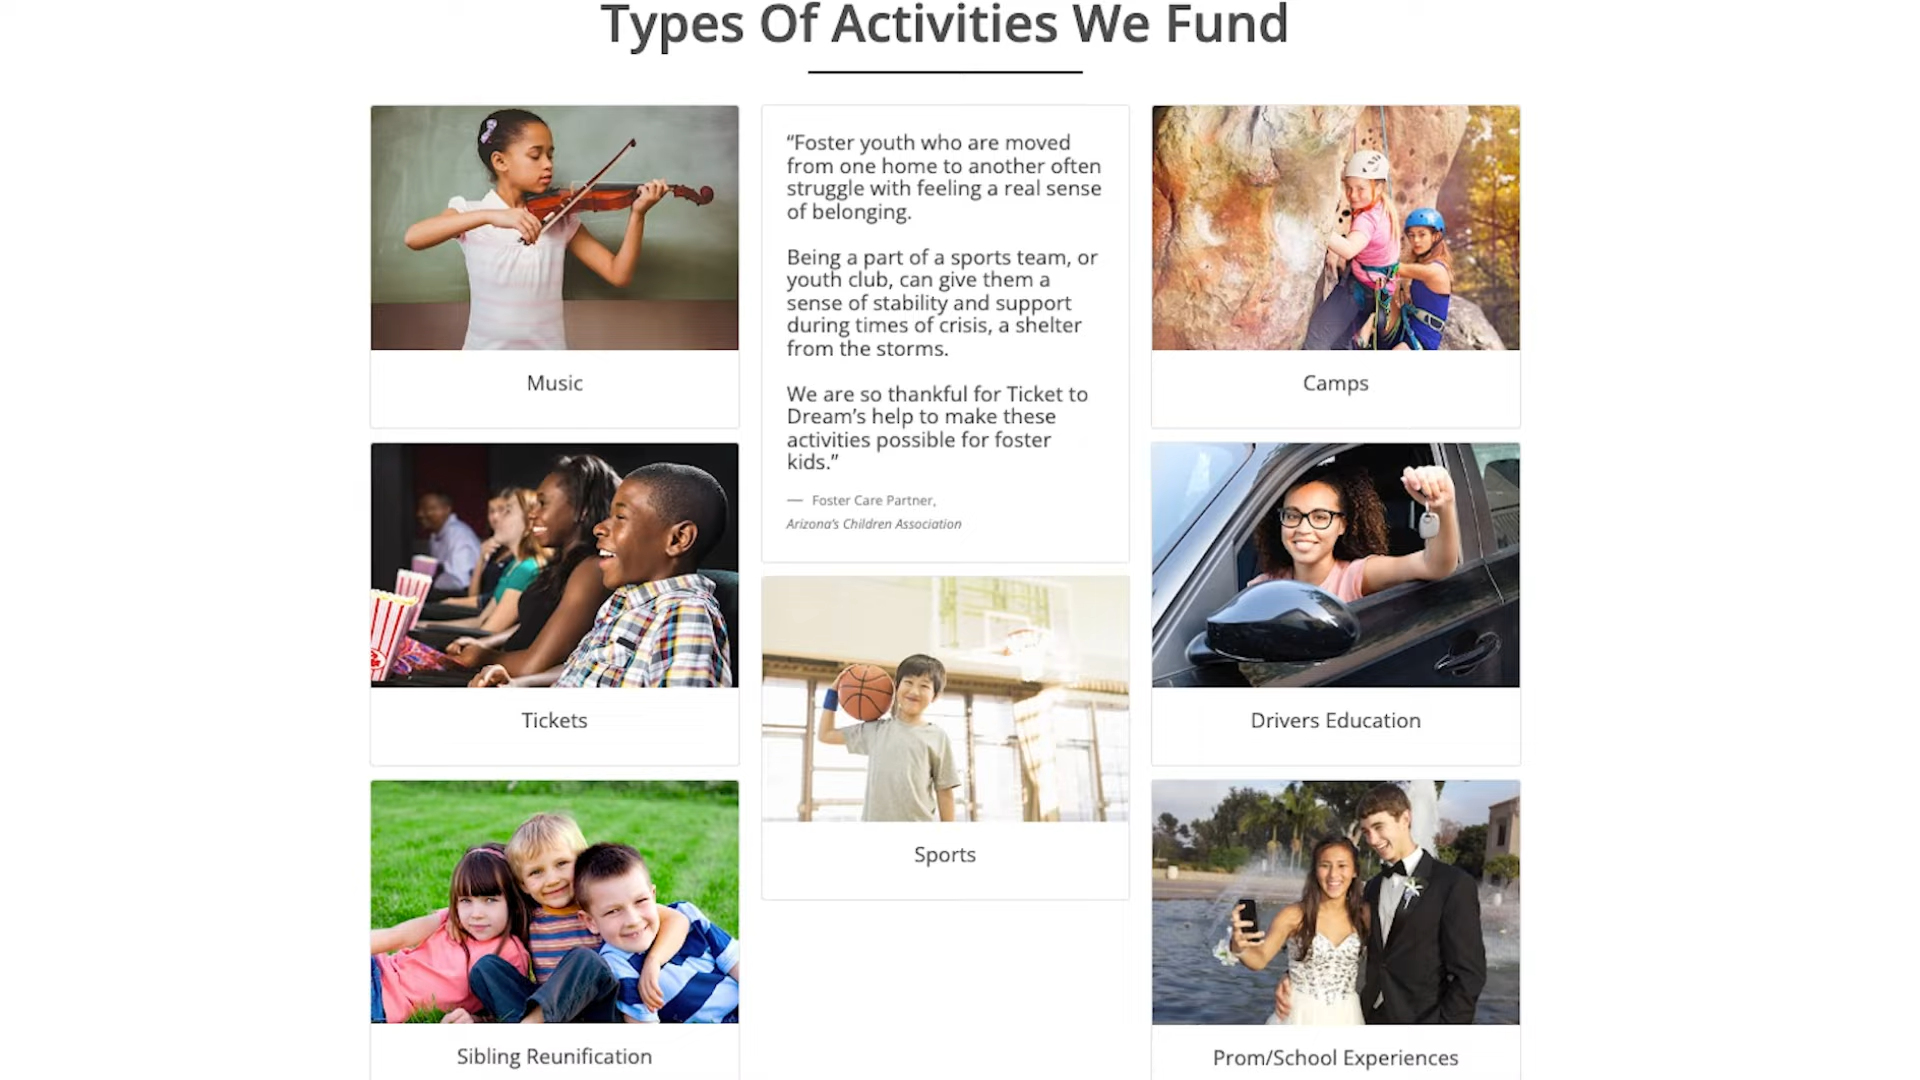 Types Of Activities We Fund
“Foster youth who are moved
from one home to another often
struggle with feeling a real sense
of belonging.
Being a part of a sports team, or
youth club, can give them a
sense of stability and support
during times of crisis, a shelter
from the storms.
We are so thankful for Ticket to
Dream’s help to make these
activities possible for foster
kids.”
— Foster Care Partner,
Arizona’s Children Association
Music
Camps
Tickets
Drivers Education
Sports
Sibling Reunification
Prom/School Experiences